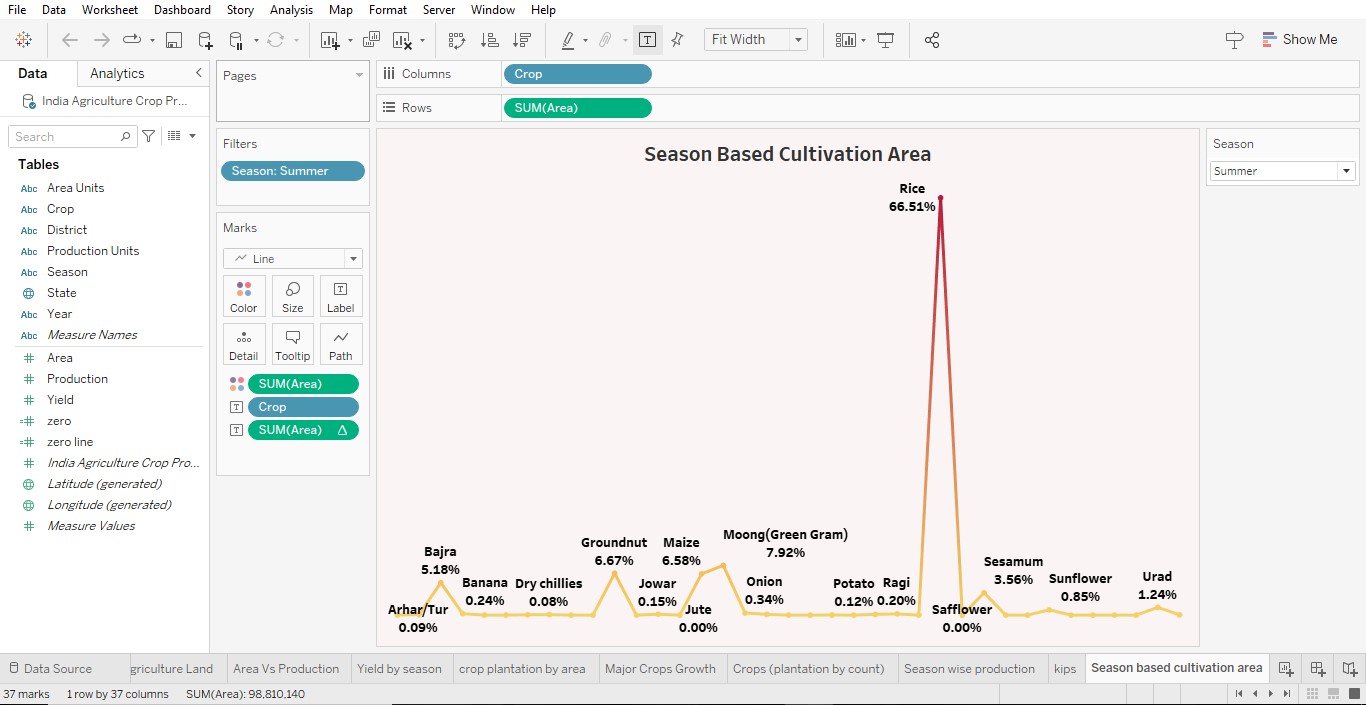 File Data Worksheet Dashboard Story Analysis Map Format Server Window Help
Fit Width
Show Me
Data Analytics
India Agriculture Crop Pr...
Search
Tables
Abc Area Units
Abc Crop
Abc District
Abc Production Units
Abc Season
State
Abc Year
Abc Measure Names
# Area
# Production
# Yield
=# zero
=# zero line
# India Agriculture Crop Pro...
Latitude (generated)
Longitude (generated)
# Measure Values
Pages
Filters
Season: Summer
Marks
Line
Color Size Label
Detail Tooltip Path
SUM(Area)
Crop
SUM(Area) △
Columns Crop
Rows SUM(Area)
Season Based Cultivation Area
Rice
66.51%
Arhar/Tur
0.09%
Bajra
5.18%
Banana
0.24%
Dry chillies
0.08%
Groundnut
6.67%
Jowar
0.15%
Maize
6.58%
Jute
0.00%
Moong(Green Gram)
7.92%
Onion
0.34%
Potato
0.12%
Ragi
0.20%
Safflower
0.00%
Sesamum
3.56%
Sunflower
0.85%
Urad
1.24%
Season
Summer
Data Source griculture Land Area Vs Production Yield by season crop plantation by area Major Crops Growth Crops (plantation by count) Season wise production kips Season based cultivation area
37 marks 1 row by 37 columns SUM(Area): 98,810,140